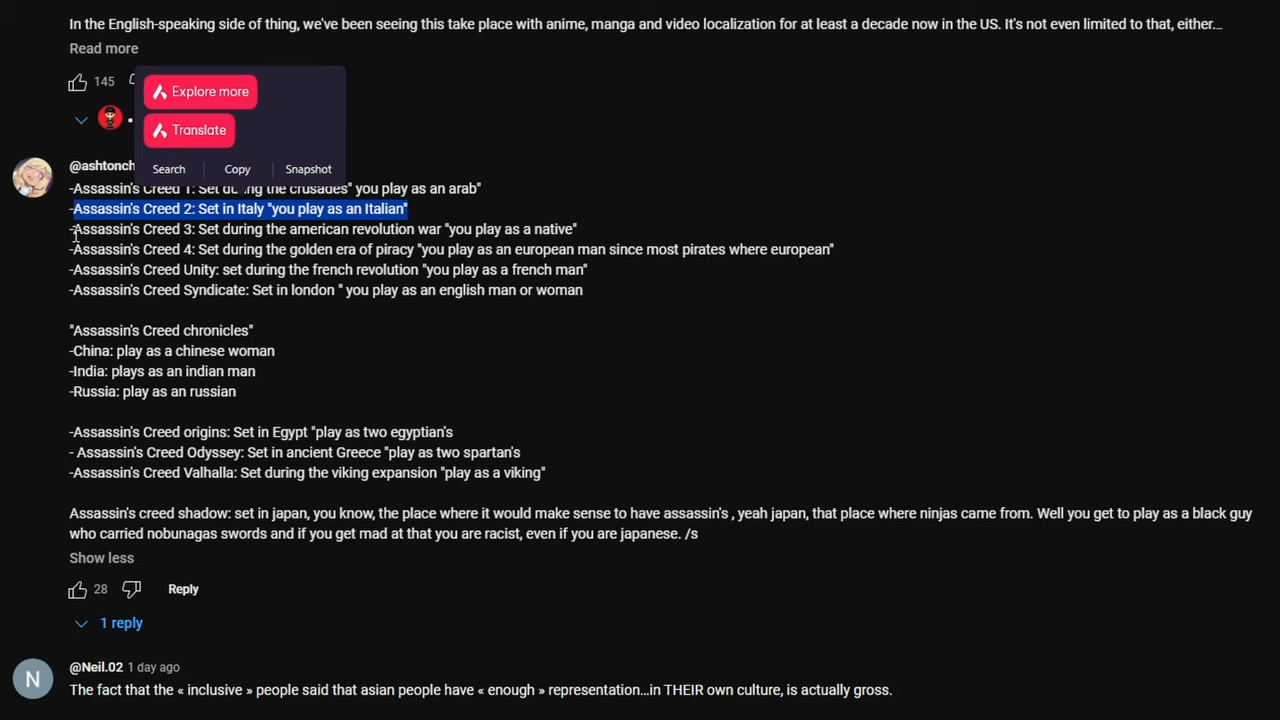 In the English-speaking side of thing, we've been seeing this take place with anime, manga and video localization for at least a decade now in the US. It's not even limited to that, either...
Read more
145
Explore more
Translate
Search Copy Snapshot
@ashtonch
-Assassin's Creed 1: Set during the crusades" you play as an arab"
-Assassin's Creed 2: Set in Italy "you play as an Italian"
-Assassin's Creed 3: Set during the american revolution war "you play as a native"
-Assassin's Creed 4: Set during the golden era of piracy "you play as an european man since most pirates where european"
-Assassin's Creed Unity: set during the french revolution "you play as a french man"
-Assassin's Creed Syndicate: Set in london " you play as an english man or woman
"Assassin's Creed chronicles"
-China: play as a chinese woman
-India: plays as an indian man
-Russia: play as an russian
-Assassin's Creed origins: Set in Egypt "play as two egyptian's
- Assassin's Creed Odyssey: Set in ancient Greece "play as two spartan's
-Assassin's Creed Valhalla: Set during the viking expansion "play as a viking"
Assassin's creed shadow: set in japan, you know, the place where it would make sense to have assassin's , yeah japan, that place where ninjas came from. Well you get to play as a black guy
who carried nobunagas swords and if you get mad at that you are racist, even if you are japanese. /s
Show less
28 Reply
1 reply
N
@Neil.02 1 day ago
The fact that the « inclusive » people said that asian people have « enough » representation...in THEIR own culture, is actually gross.